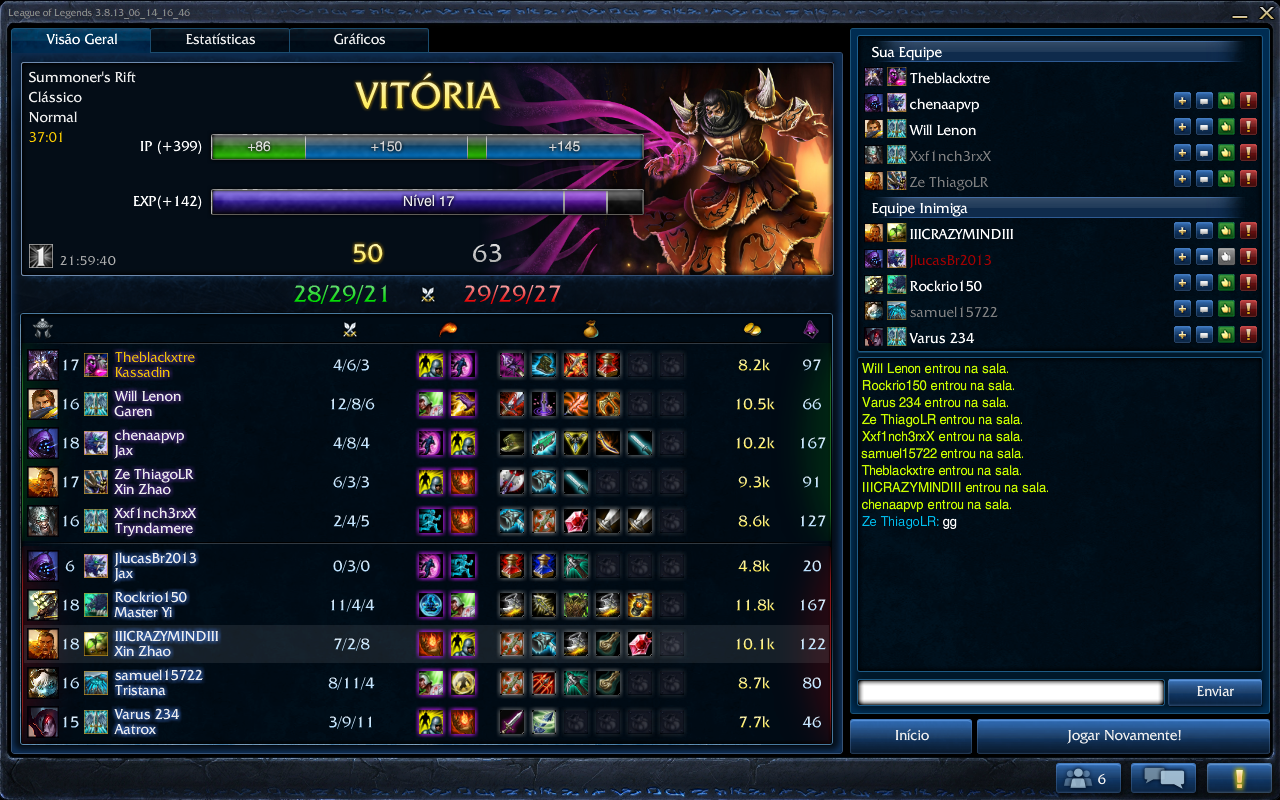 League of Legends 3.8.13_06_14_16_46
Visão Geral
Estatísticas
Gráficos
Summoner's Rift
Clássico
Normal
37:01
VITÓRIA
IP (+399)
+86
+150
+145
EXP(+142)
Nível 17
1
21:59:40
50
63
28/29/21
29/29/27
17
Theblackxtre
Kassadin
4/6/3
8.2k
97
16
Will Lenon
Garen
12/8/6
10.5k
66
18
chenaapvp
Jax
4/8/4
10.2k
167
17
Ze ThiagoLR
Xin Zhao
6/3/3
9.3k
91
16
Xxf1nch3rxX
Tryndamere
2/4/5
8.6k
127
6
JlucasBr2013
Jax
0/3/0
4.8k
20
18
Rockrio150
Master Yi
11/4/4
11.8k
167
18
IIICRAZYMINDIII
Xin Zhao
7/2/8
10.1k
122
16
samuel15722
Tristana
8/11/4
8.7k
80
15
Varus 234
Aatrox
3/9/11
7.7k
46
Sua Equipe
Theblackxtre
chenaapvp
Will Lenon
Xxf1nch3rxX
Ze ThiagoLR
Equipe Inimiga
IIICRAZYMINDIII
JlucasBr2013
Rockrio150
samuel15722
Varus 234
Will Lenon entrou na sala.
Rockrio150 entrou na sala.
Varus 234 entrou na sala.
Ze ThiagoLR entrou na sala.
Xxf1nch3rxX entrou na sala.
samuel15722 entrou na sala.
Theblackxtre entrou na sala.
IIICRAZYMINDIII entrou na sala.
chenaapvp entrou na sala.
Ze ThiagoLR: gg
Enviar
Início
Jogar Novamente!
6